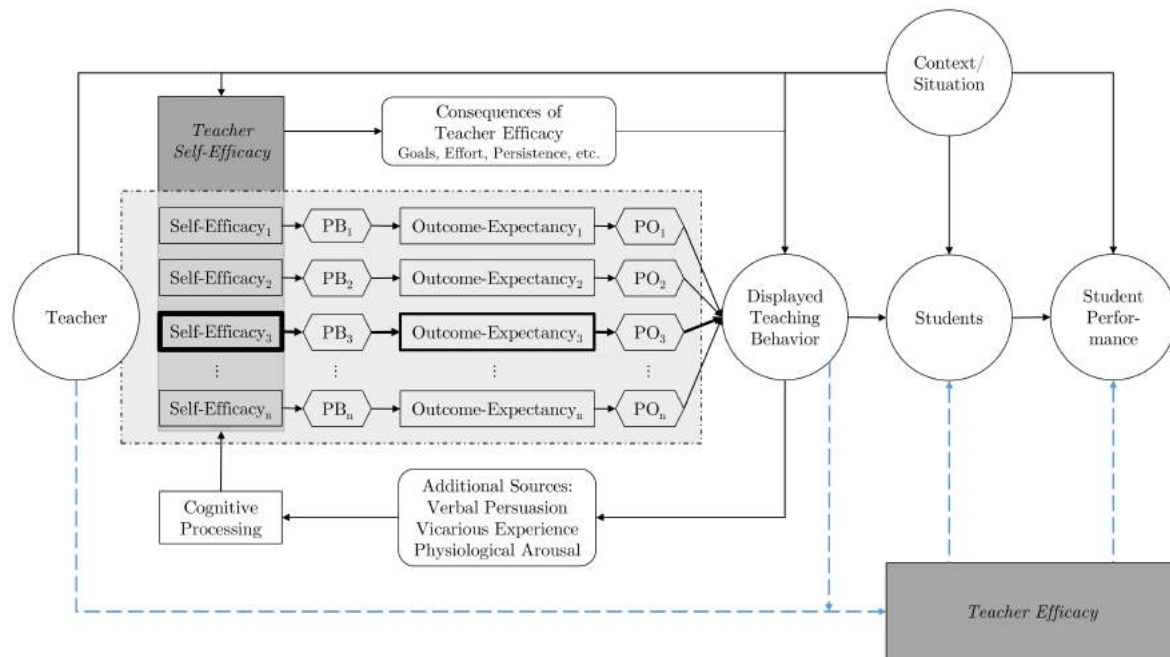 Context/
Situation
Teacher
Self-Efficacy
Consequences of
Teacher Efficacy
Goals, Effort, Persistence, etc.
Self-Efficacy₁ PB₁ Outcome-Expectancy₁ PO₁
Self-Efficacy₂ PB₂ Outcome-Expectancy₂ PO₂
Teacher
Self-Efficacy₃ PB₃ Outcome-Expectancy₃ PO₃
⋮ ⋮ ⋮ ⋮
Self-Efficacyₙ PBₙ Outcome-Expectancyₙ POₙ
Displayed
Teaching
Behavior
Students
Student
Perfor-
mance
Cognitive
Processing
Additional Sources:
Verbal Persuasion
Vicarious Experience
Physiological Arousal
Teacher Efficacy